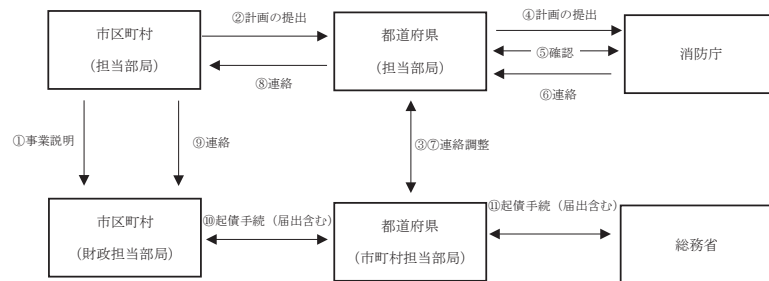 市区町村
（担当部局）
②計画の提出
都道府県
（担当部局）
④計画の提出
⑤確認
消防庁
⑧連絡
⑥連絡
①事業説明
⑨連絡
③⑦連絡調整
市区町村
（財政担当部局）
⑩起債手続（届出含む）
都道府県
（市町村担当部局）
⑪起債手続（届出含む）
総務省